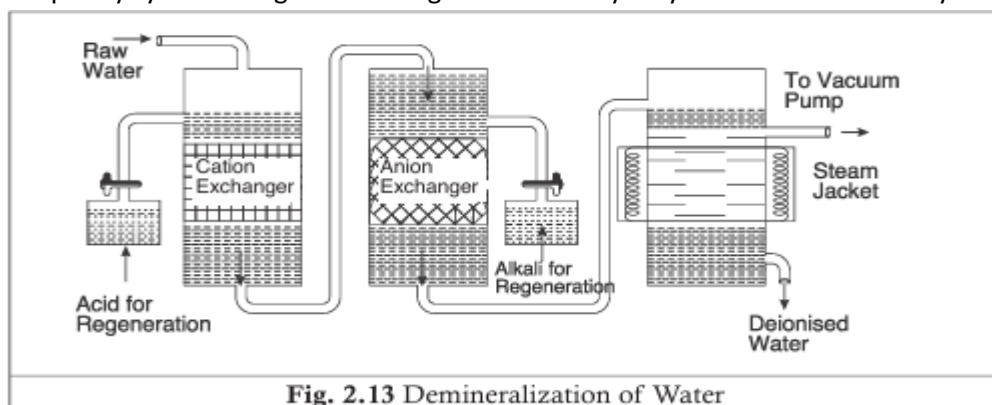 Raw
Water
Cation
Exchanger
Acid for
Regeneration
Anion
Exchanger
Alkali for
Regeneration
To Vacuum
Pump
Steam
Jacket
Deionised
Water
Fig. 2.13 Demineralization of Water